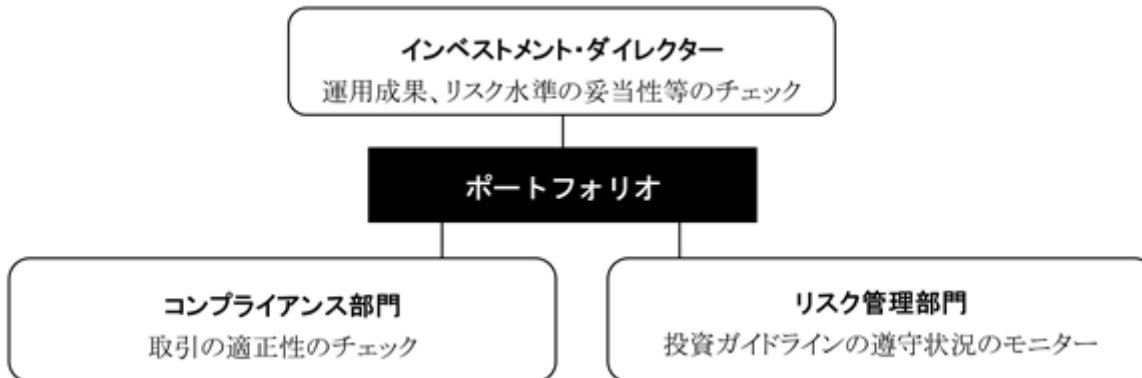 インベストメント・ダイレクター
運用成果、リスク水準の妥当性等のチェック
ポートフォリオ
コンプライアンス部門
取引の適正性のチェック
リスク管理部門
投資ガイドラインの遵守状況のモニター